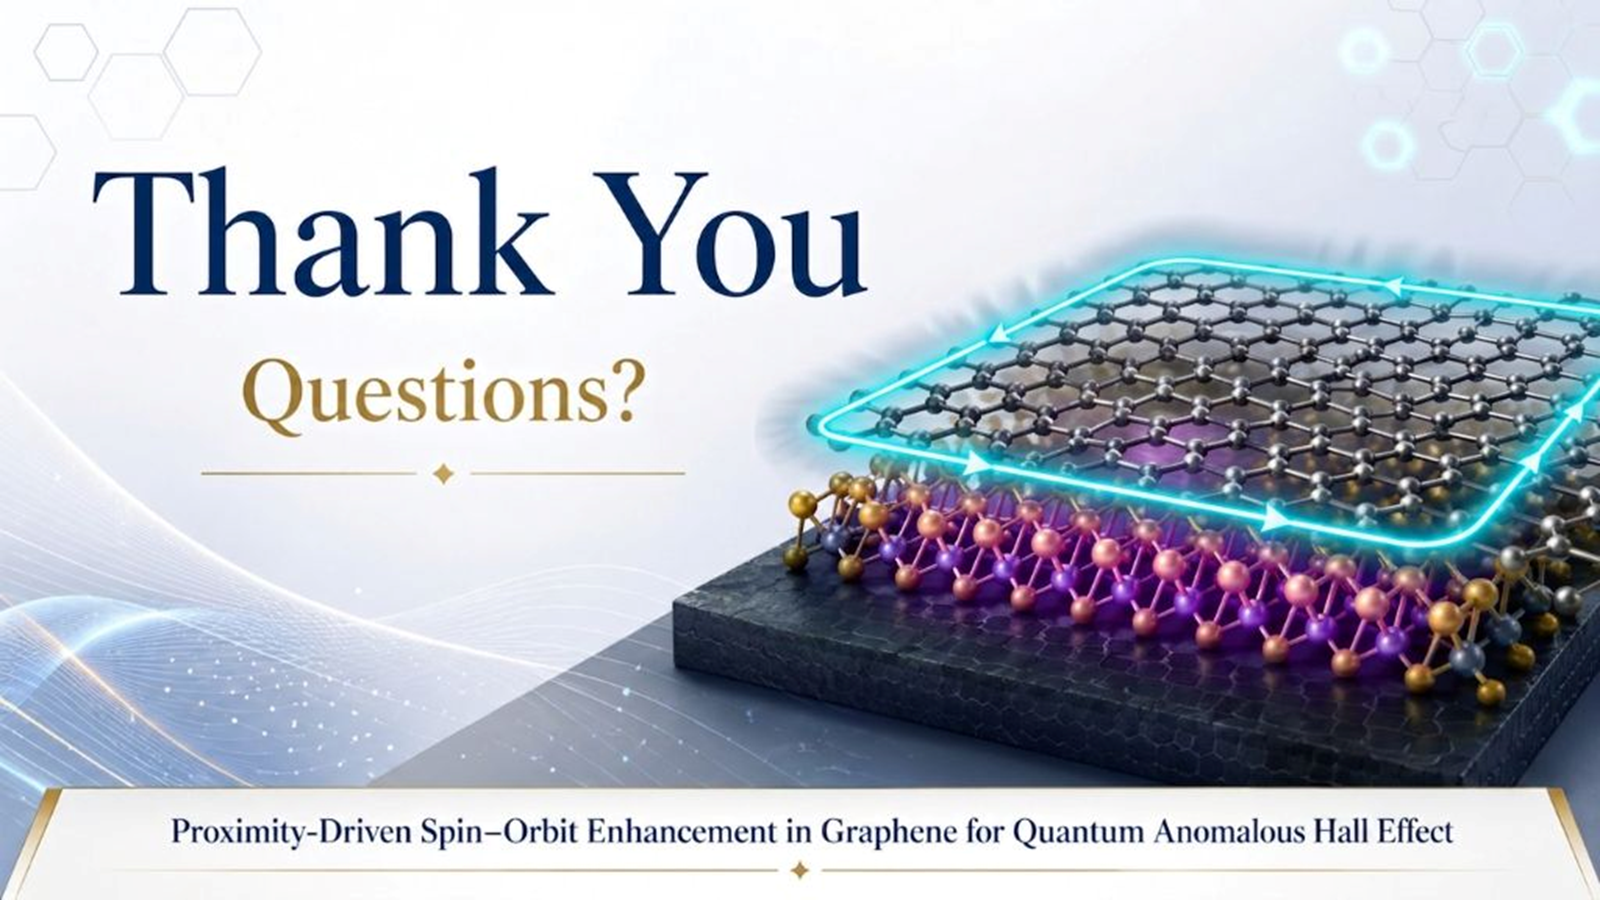 Thank You
Questions?
Proximity-Driven Spin–Orbit Enhancement in Graphene for Quantum Anomalous Hall Effect